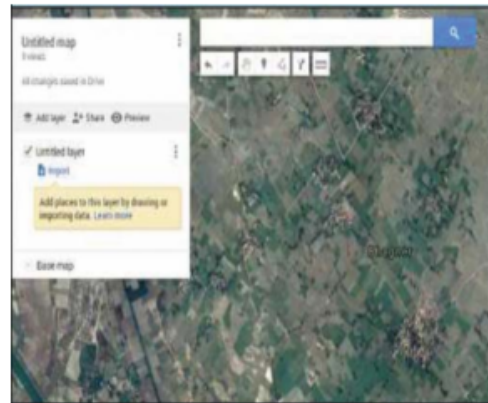 Untitled map
All changes saved in Drive
Add layer Share Preview
Untitled layer
Import
Add places to this layer by drawing or
importing data. Learn more
Base map